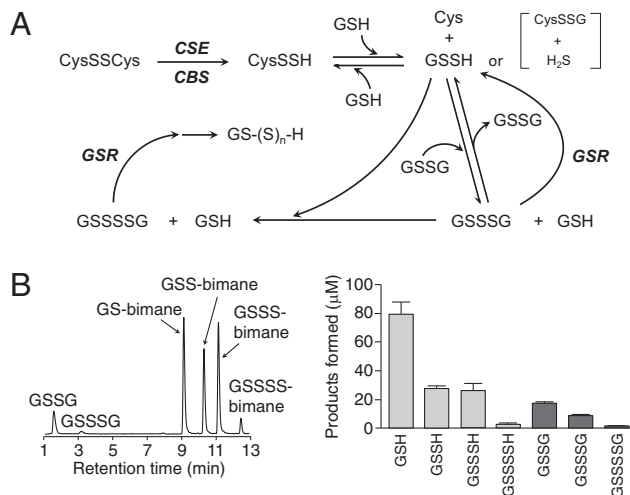 A
CysSSCys
CSE
CBS
CysSSH
GSH
GSH
Cys
+
GSSH or
CysSSG
+
H₂S
GSSG
GSSG
GSR
GSR
GS-(S)ₙ-H
GSSSSG + GSH
GSSSG + GSH
B
GS-bimane
GSS-bimane
GSSS-
bimane
GSSSS-
bimane
GSSG
GSSSG
1 3 5 7 9 11 13
Retention time (min)
Products formed (μM)
100
80
60
40
20
0
GSH
GSSH
GSSSH
GSSSSH
GSSG
GSSSG
GSSSSG